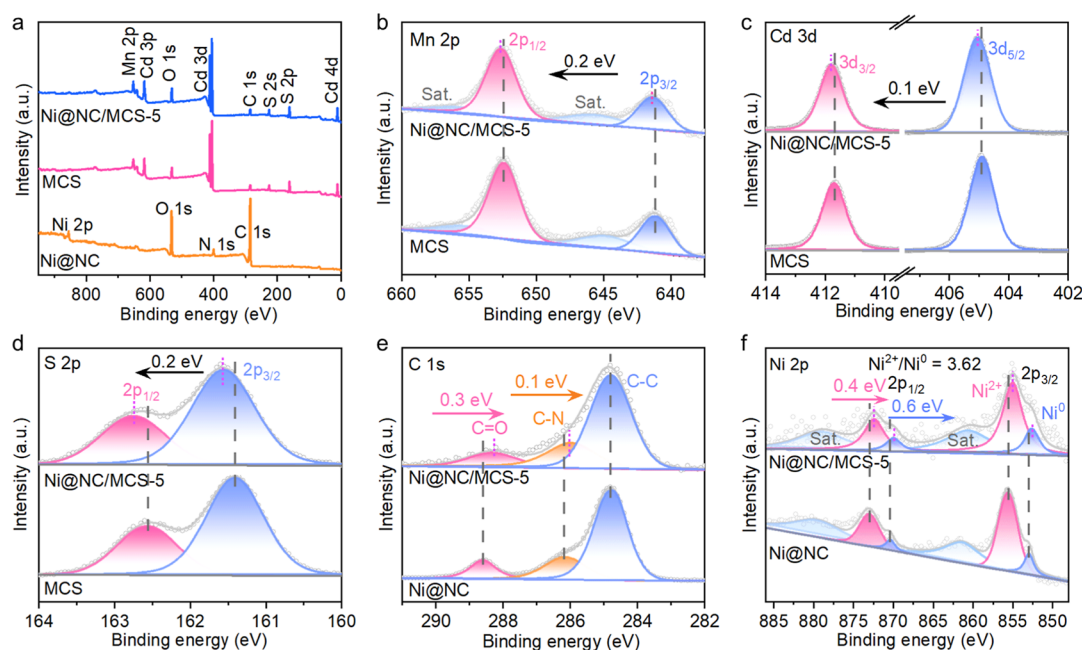 a
Mn 2p
Cd 3p
O 1s
Cd 3d
C 1s
S 2s
S 2p
Cd 4d
Ni@NC/MCS-5
MCS
Ni 2p
O 1s
N 1s
C 1s
Ni@NC
Intensity (a.u.)
800 600 400 200 0
Binding energy (eV)
b
Mn 2p
2p1/2
0.2 eV
2p3/2
Sat.
Sat.
Ni@NC/MCS-5
MCS
Intensity (a.u.)
660 655 650 645 640
Binding energy (eV)
c
Cd 3d
3d3/2
3d5/2
0.1 eV
Ni@NC/MCS-5
MCS
Intensity (a.u.)
414 412 410 406 404 402
Binding energy (eV)
d
S 2p
0.2 eV
2p3/2
2p1/2
Ni@NC/MCS-5
MCS
Intensity (a.u.)
164 163 162 161 160
Binding energy (eV)
e
C 1s
C-C
0.1 eV
0.3 eV
C-N
C=O
Ni@NC/MCS-5
Ni@NC
Intensity (a.u.)
290 288 286 284 282
Binding energy (eV)
f
Ni 2p
Ni2+/Ni0 = 3.62
0.4 eV
2p1/2
2p3/2
Ni2+
0.6 eV
Ni0
Sat.
Sat.
Ni@NC/MCS-5
Ni@NC
Intensity (a.u.)
885 880 875 870 865 860 855 850
Binding energy (eV)